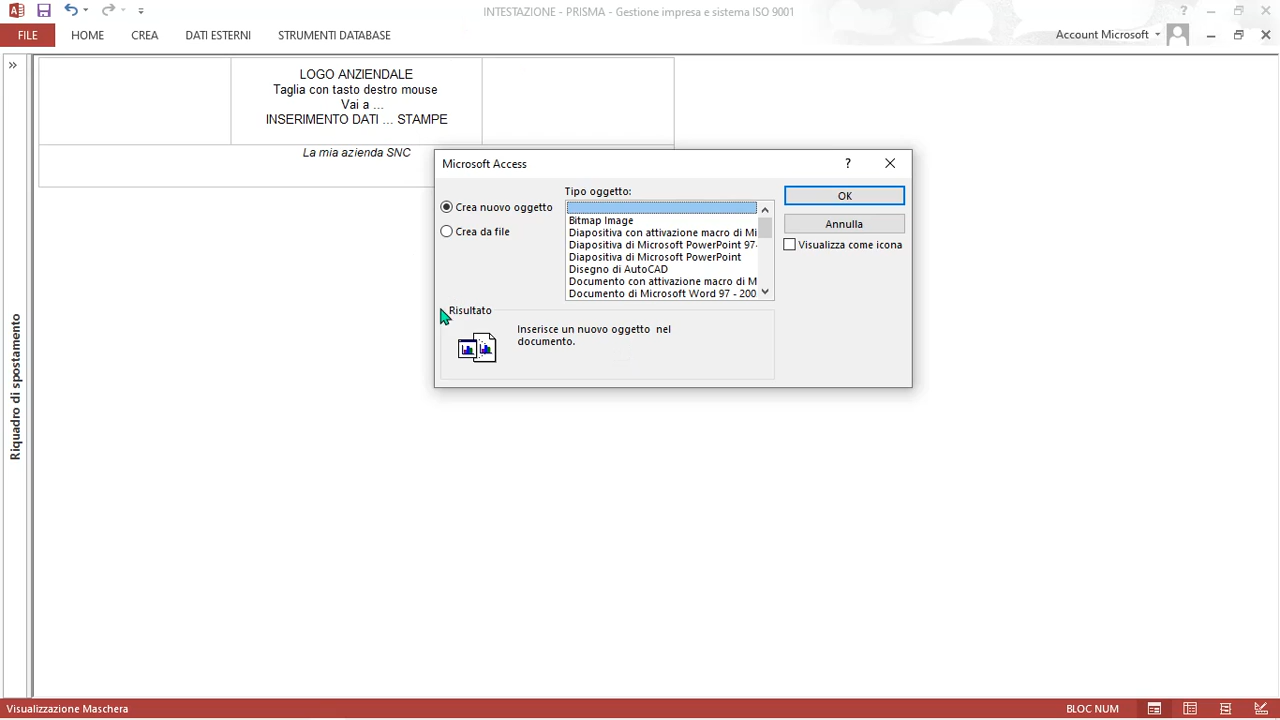 INTESTAZIONE - PRISMA - Gestione impresa e sistema ISO 9001
FILE HOME CREA DATI ESTERNI STRUMENTI DATABASE Account Microsoft
LOGO ANZIENDALE
Taglia con tasto destro mouse
Vai a ...
INSERIMENTO DATI ... STAMPE
La mia azienda SNC
Riquadro di spostamento
Microsoft Access
Tipo oggetto:
Crea nuovo oggetto
Crea da file
Bitmap Image
Diapositiva con attivazione macro di Mi
Diapositiva di Microsoft PowerPoint 97-
Diapositiva di Microsoft PowerPoint
Disegno di AutoCAD
Documento con attivazione macro di M
Documento di Microsoft Word 97 - 200
OK
Annulla
Visualizza come icona
Risultato
Inserisce un nuovo oggetto nel
documento.
Visualizzazione Maschera BLOC NUM